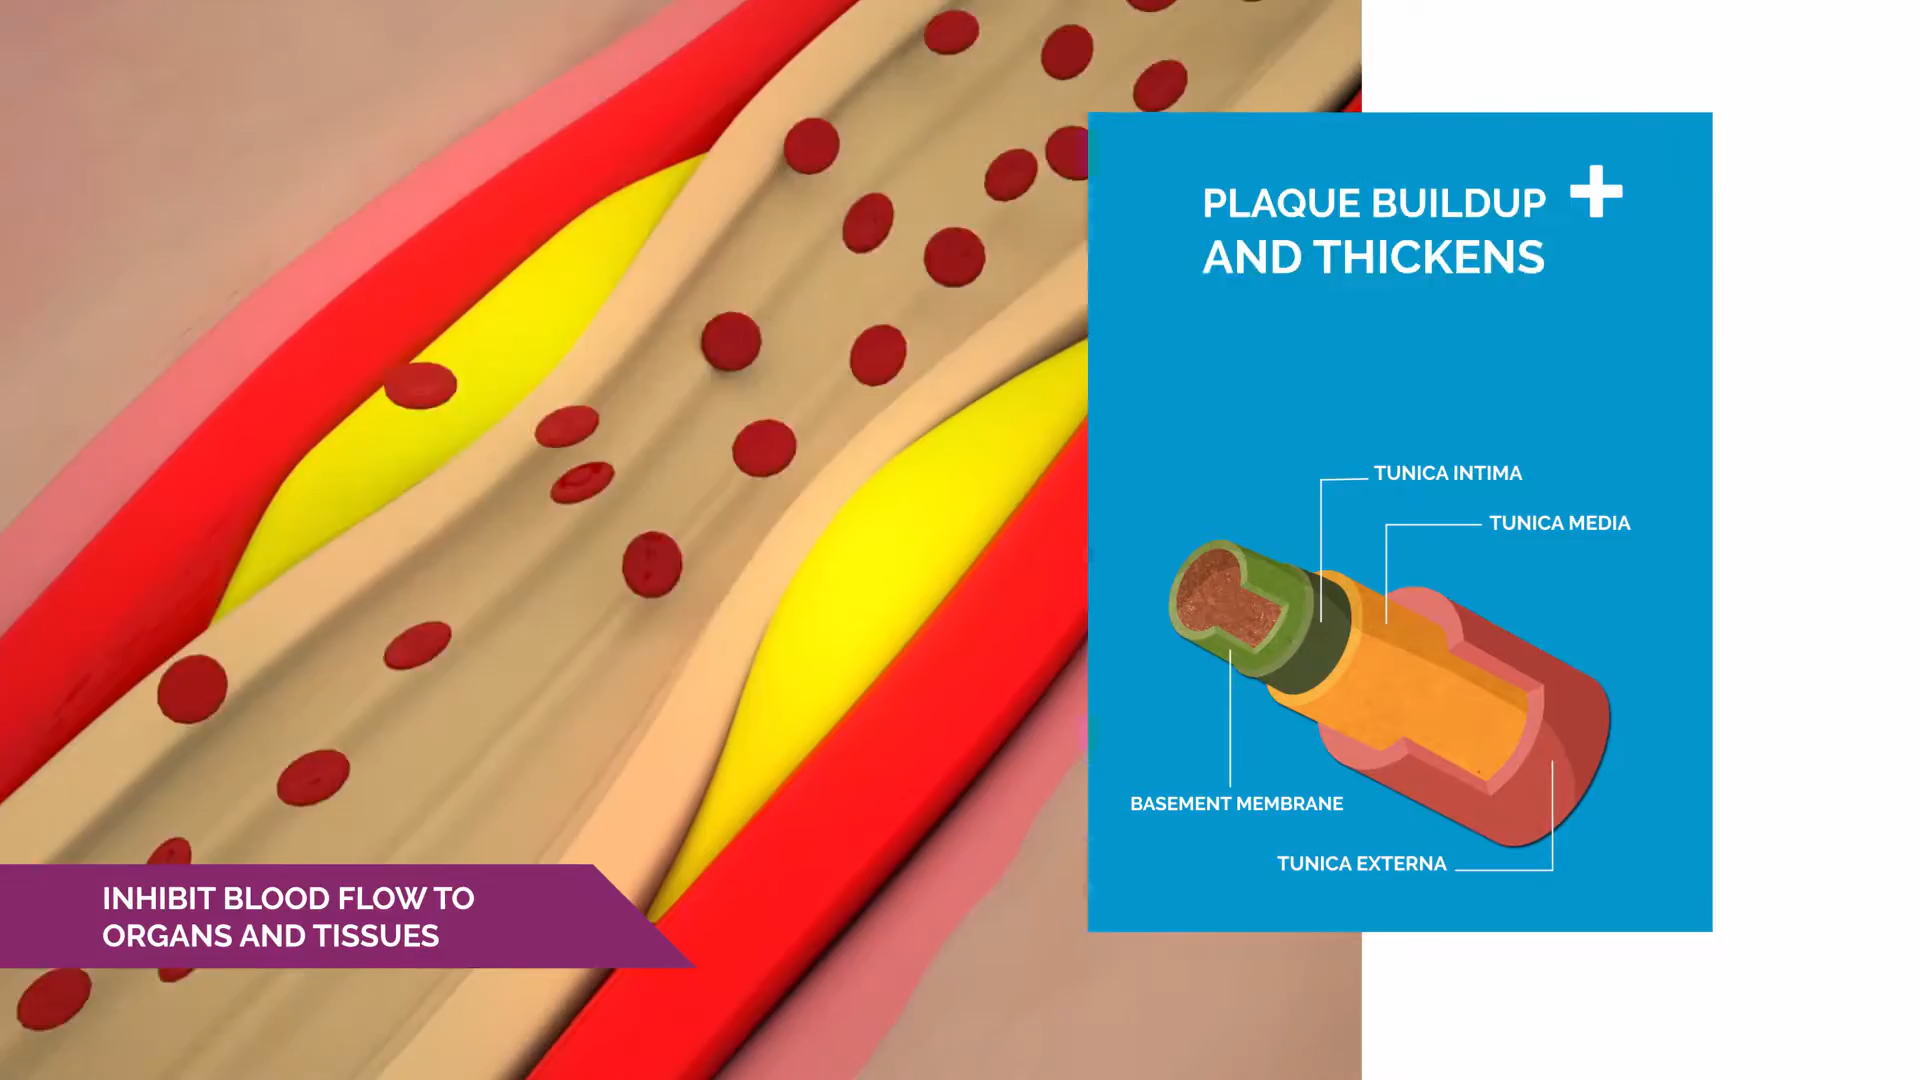 PLAQUE BUILDUP
AND THICKENS
TUNICA INTIMA
TUNICA MEDIA
BASEMENT MEMBRANE
TUNICA EXTERNA
INHIBIT BLOOD FLOW TO
ORGANS AND TISSUES